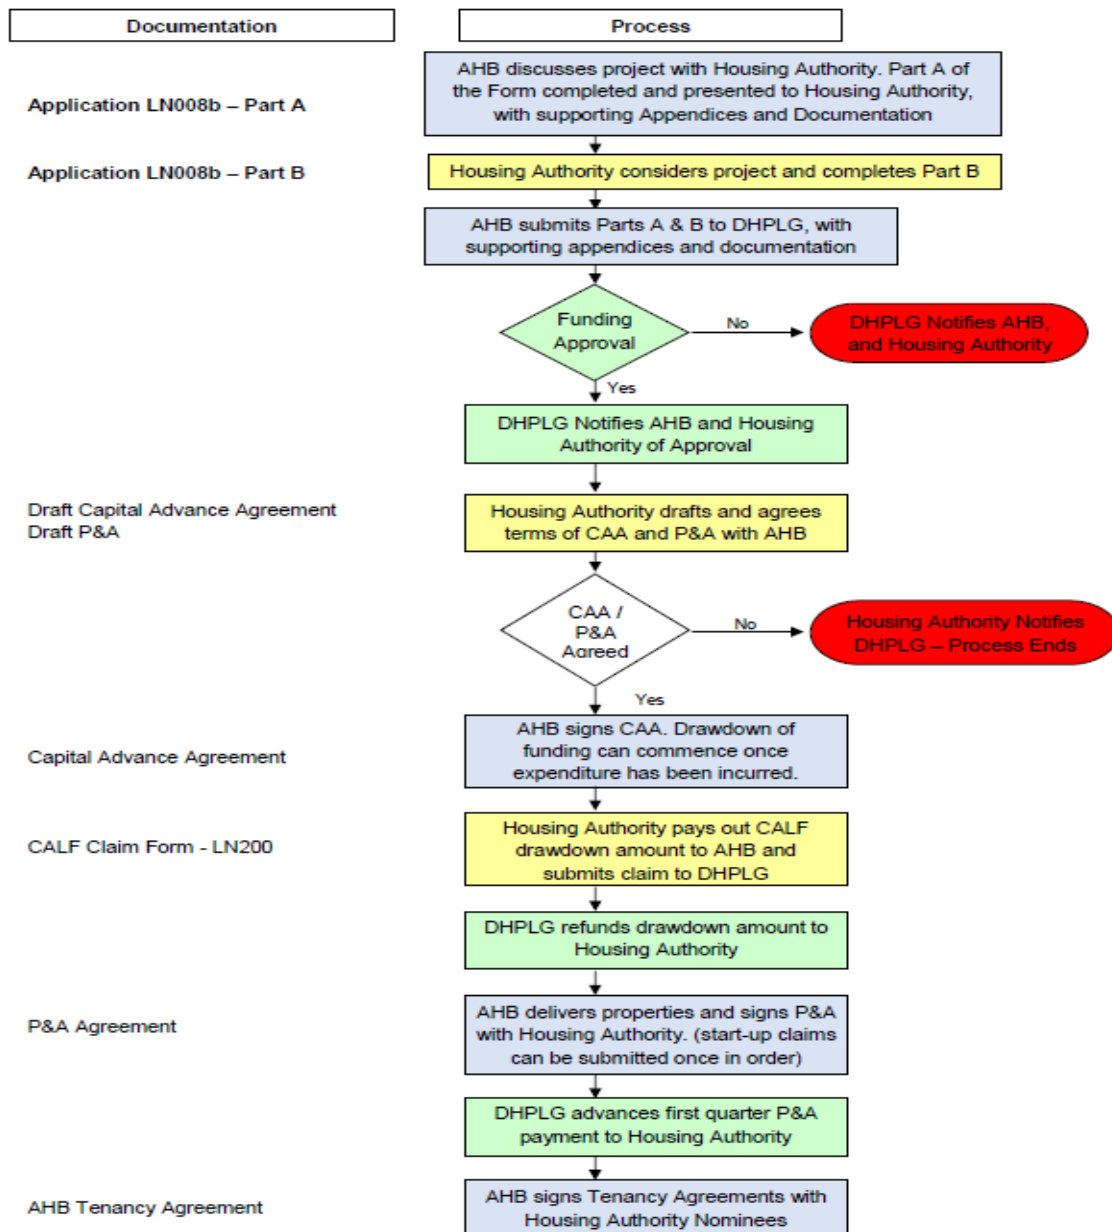 Documentation
Process
AHB discusses project with Housing Authority. Part A of
the Form completed and presented to Housing Authority,
with supporting Appendices and Documentation
Application LN008b – Part A
Application LN008b – Part B
Housing Authority considers project and completes Part B
AHB submits Parts A & B to DHPLG, with
supporting appendices and documentation
Funding
Approval
No
DHPLG Notifies AHB,
and Housing Authority
Yes
DHPLG Notifies AHB and Housing
Authority of Approval
Draft Capital Advance Agreement
Draft P&A
Housing Authority drafts and agrees
terms of CAA and P&A with AHB
CAA /
P&A
Agreed
No
Housing Authority Notifies
DHPLG – Process Ends
Yes
Capital Advance Agreement
AHB signs CAA. Drawdown of
funding can commence once
expenditure has been incurred.
CALF Claim Form - LN200
Housing Authority pays out CALF
drawdown amount to AHB and
submits claim to DHPLG
DHPLG refunds drawdown amount to
Housing Authority
P&A Agreement
AHB delivers properties and signs P&A
with Housing Authority. (start-up claims
can be submitted once in order)
DHPLG advances first quarter P&A
payment to Housing Authority
AHB Tenancy Agreement
AHB signs Tenancy Agreements with
Housing Authority Nominees